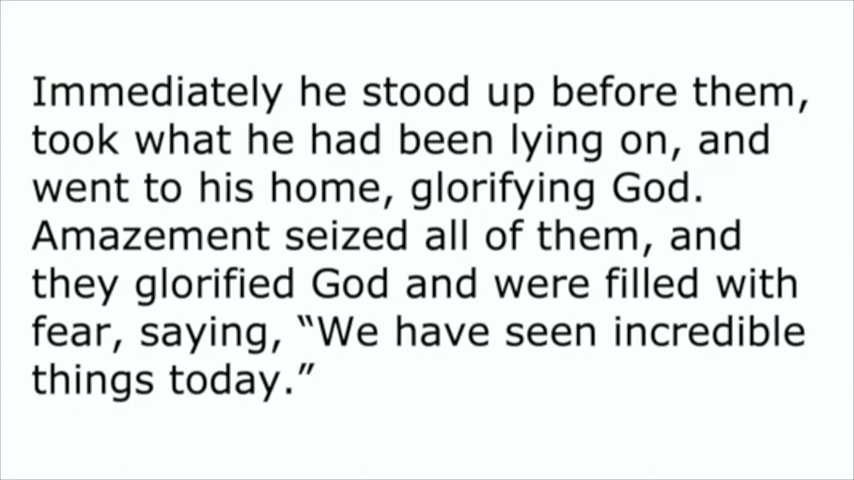 Immediately he stood up before them,
took what he had been lying on, and
went to his home, glorifying God.
Amazement seized all of them, and
they glorified God and were filled with
fear, saying, “We have seen incredible
things today.”